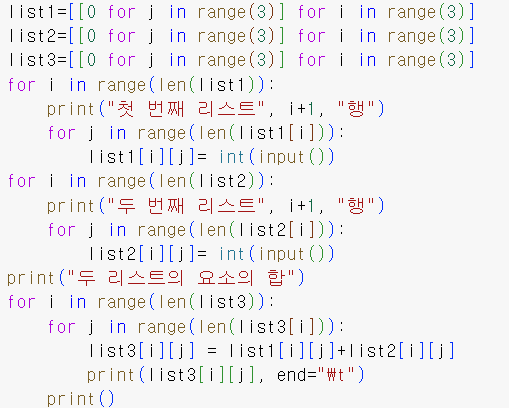 list1=[[0 for j in range(3)] for i in range(3)]
list2=[[0 for j in range(3)] for i in range(3)]
list3=[[0 for j in range(3)] for i in range(3)]
for i in range(len(list1)):
    print("첫 번째 리스트", i+1, "행")
    for j in range(len(list1[i])):
        list1[i][j]= int(input())
for i in range(len(list2)):
    print("두 번째 리스트", i+1, "행")
    for j in range(len(list2[i])):
        list2[i][j]= int(input())
print("두 리스트의 요소의 합")
for i in range(len(list3)):
    for j in range(len(list3[i])):
        list3[i][j] = list1[i][j]+list2[i][j]
        print(list3[i][j], end="₩t")
    print()